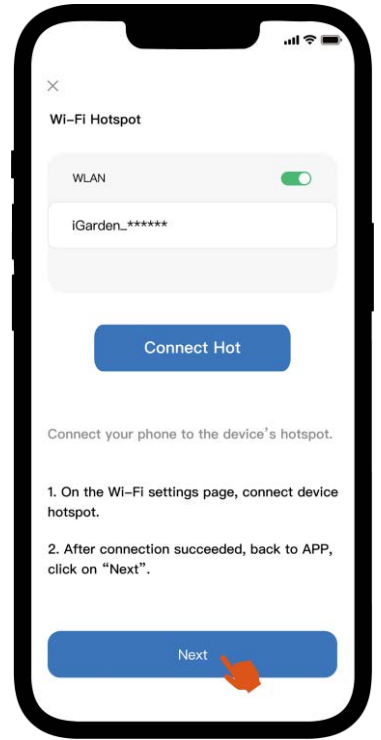 Wi-Fi Hotspot
WLAN
iGarden_******
Connect Hot
Connect your phone to the device's hotspot.
1. On the Wi-Fi settings page, connect device
hotspot.
2. After connection succeeded, back to APP,
click on “Next”.
Next